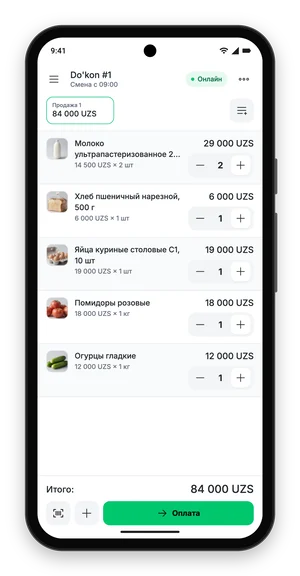 9:41
Do'kon #1
Смена с 09:00
Онлайн
Продажа 1
84 000 UZS
Молоко
ультрапастеризованное 2...
29 000 UZS
14 500 UZS × 2 шт
2
Хлеб пшеничный нарезной,
500 г
6 000 UZS
6 000 UZS × 1 шт
1
Яйца куриные столовые С1,
10 шт
19 000 UZS
19 000 UZS × 1 шт
1
Помидоры розовые
18 000 UZS
18 000 UZS × 1 кг
1
Огурцы гладкие
12 000 UZS
12 000 UZS × 1 кг
1
Итого:
84 000 UZS
Оплата